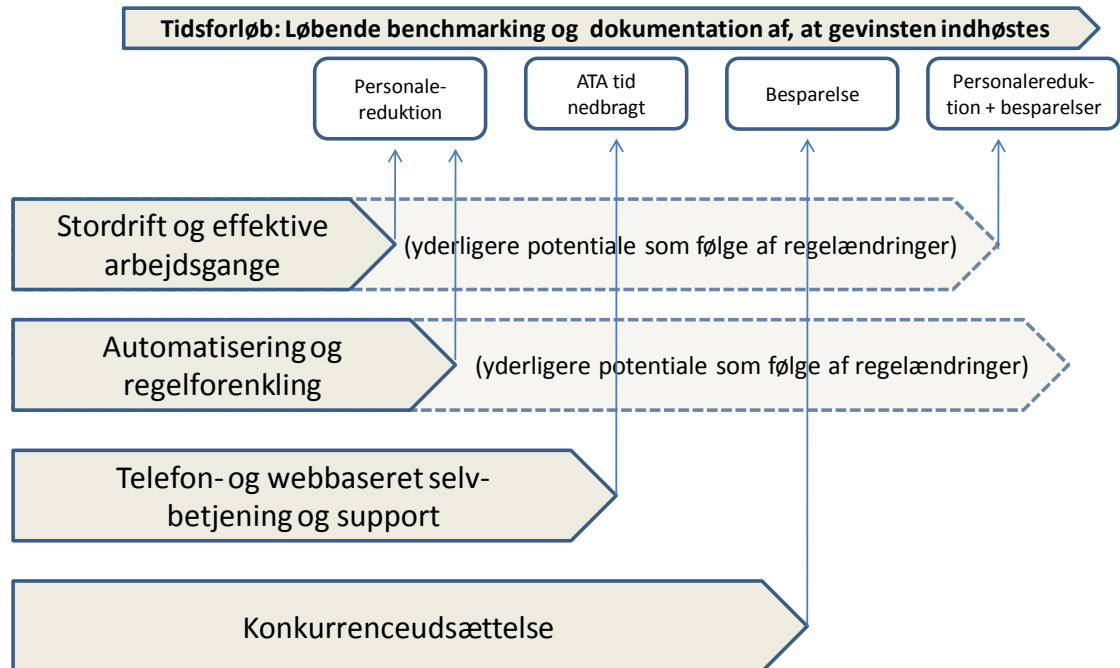 Tidsforløb: Løbende benchmarking og dokumentation af, at gevinsten indhøstes
Personale-
reduktion
ATA tid
nedbragt
Besparelse
Personalereduk-
tion + besparelser
Stordrift og effektive
arbejdsgange
(yderligere potentiale som følge af regelændringer)
Automatisering og
regelforenkling
(yderligere potentiale som følge af regelændringer)
Telefon- og webbaseret selv-
betjening og support
Konkurrenceudsættelse